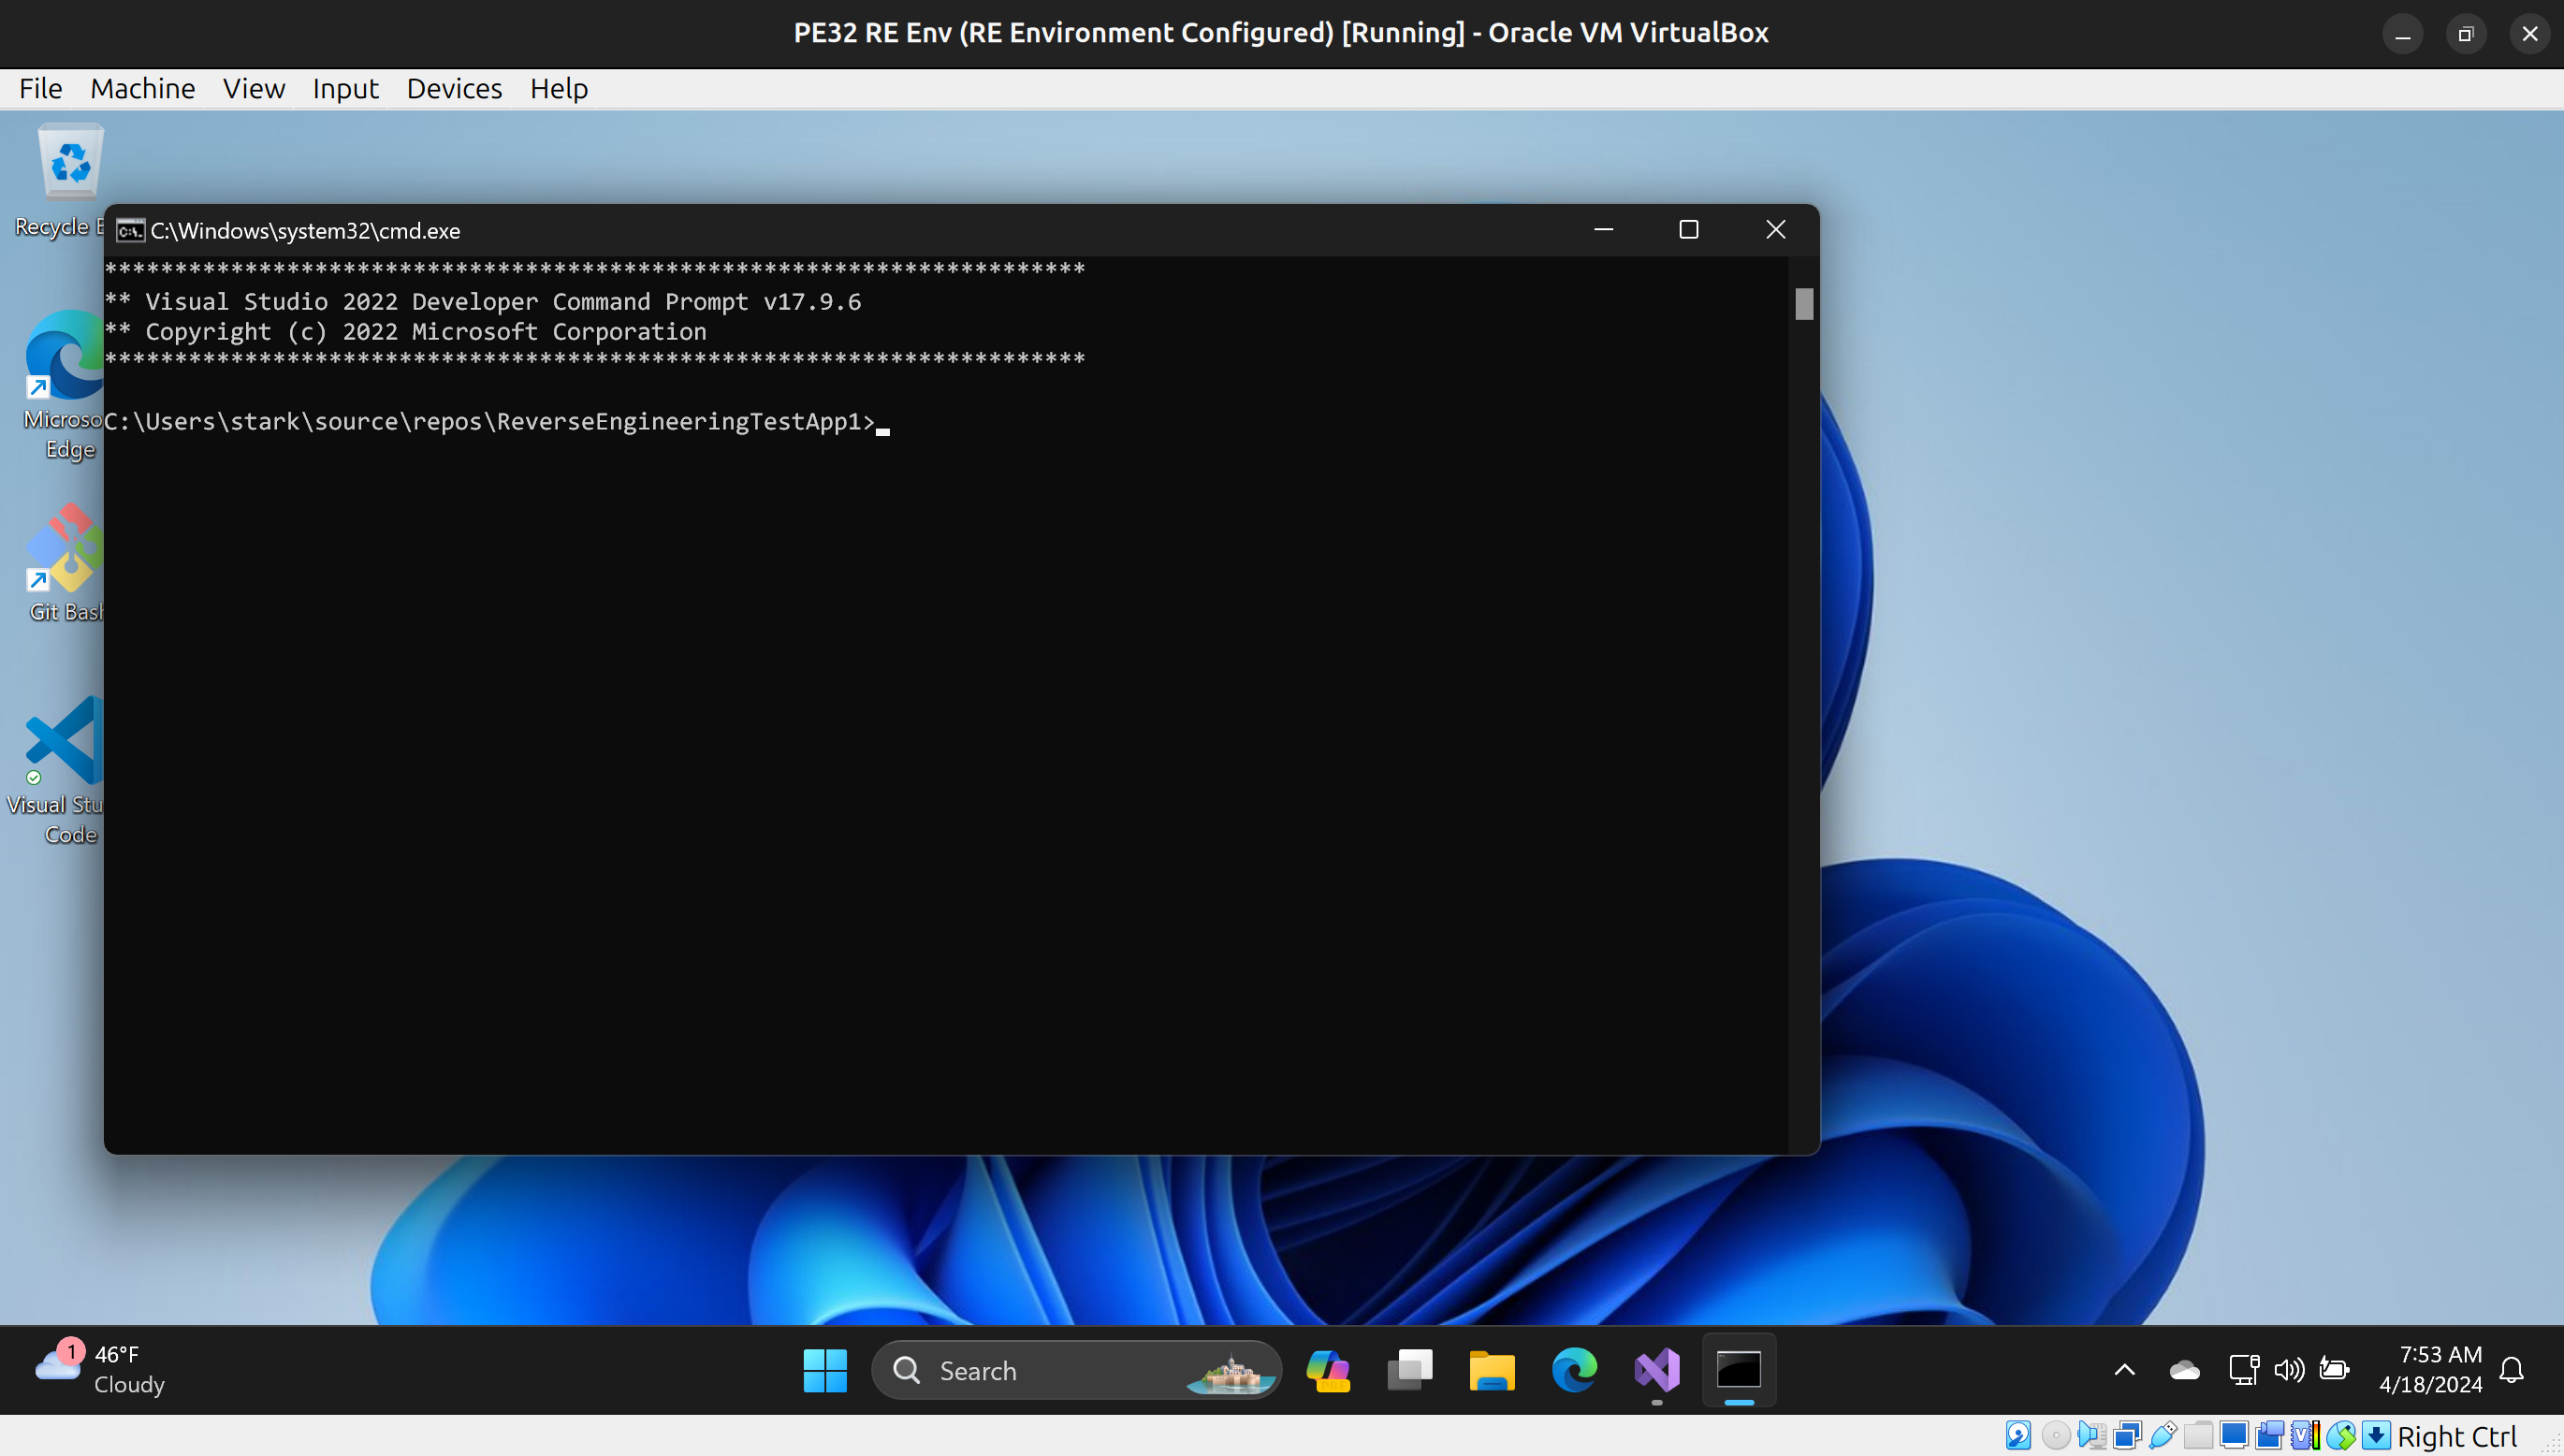 PE32 RE Env (RE Environment Configured) [Running] - Oracle VM VirtualBox
File Machine View Input Devices Help
Recycle
C:\Windows\system32\cmd.exe
**********************************************************************
** Visual Studio 2022 Developer Command Prompt v17.9.6
** Copyright (c) 2022 Microsoft Corporation
**********************************************************************
C:\Users\stark\source\repos\ReverseEngineeringTestApp1>
Microso
Edge
Git Bas
Visual Stu
Code
1
46°F
Cloudy
Search
PRE
7:53 AM
4/18/2024
Right Ctrl